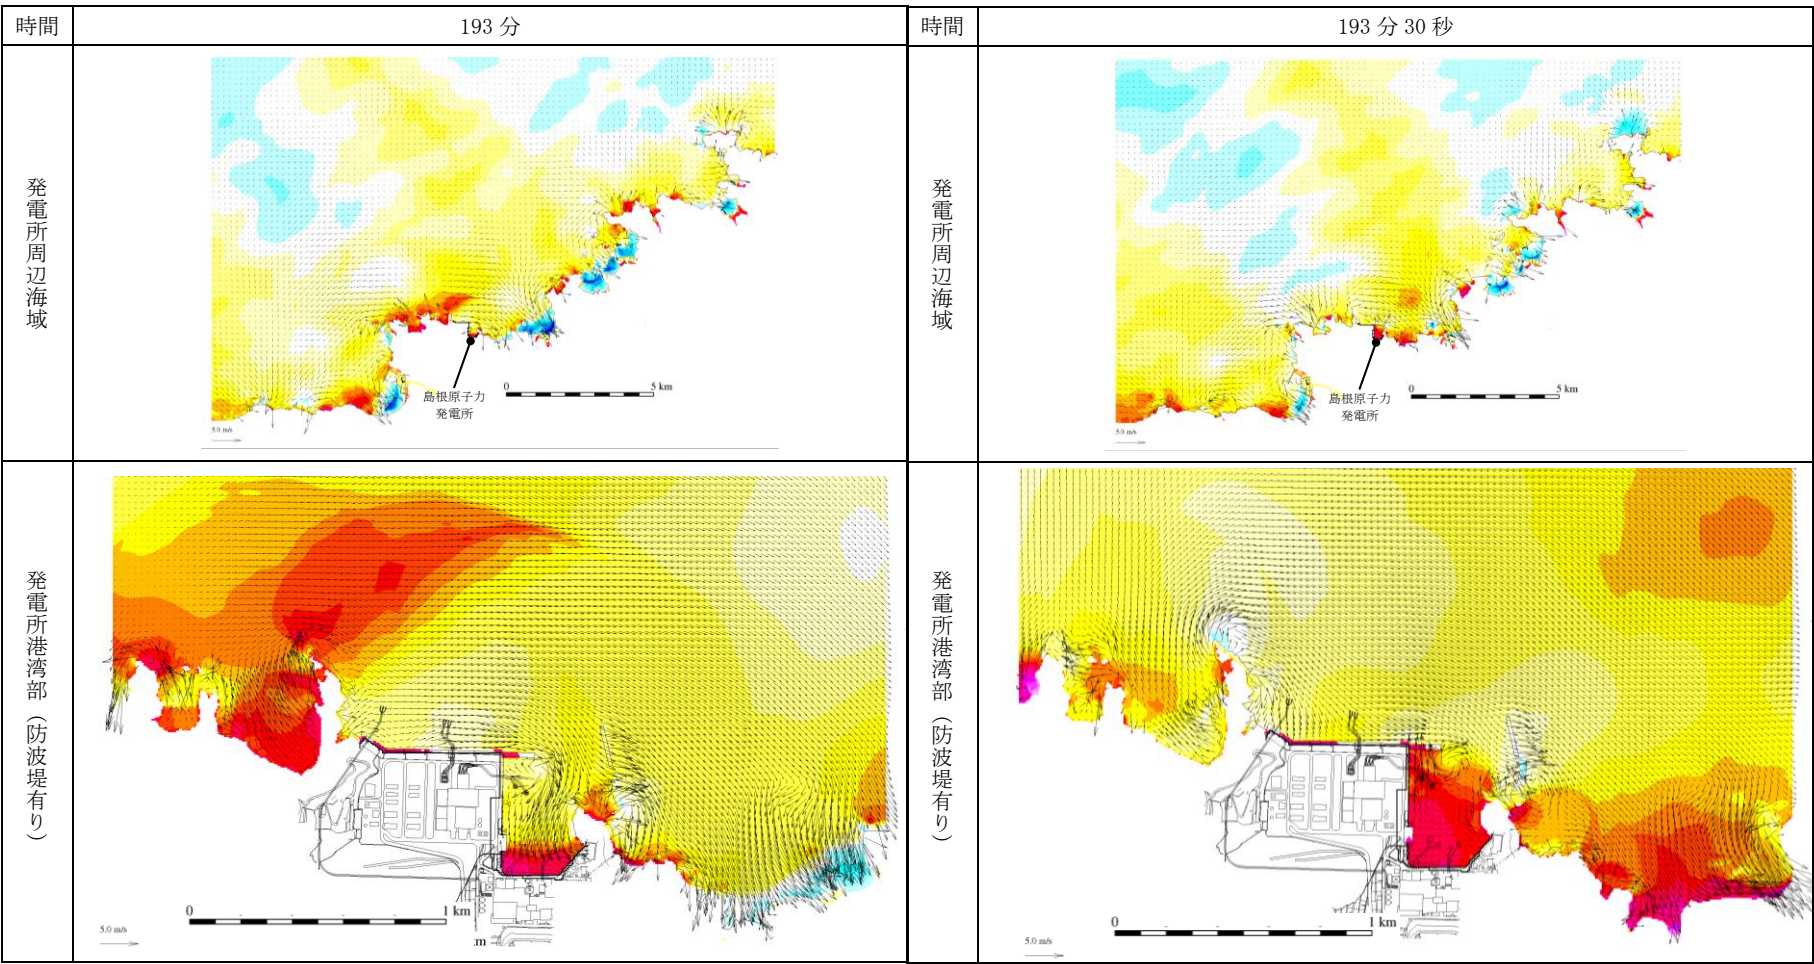 時間
193 分
時間
193 分 30 秒
発電所周辺海域
島根原子力
発電所
0
5 km
5.0 m/s
発電所周辺海域
島根原子力
発電所
0
5 km
5.0 m/s
発電所港湾部（防波堤有り）
0
1 km
5.0 m/s
:m
発電所港湾部（防波堤有り）
0
1 km
5.0 m/s